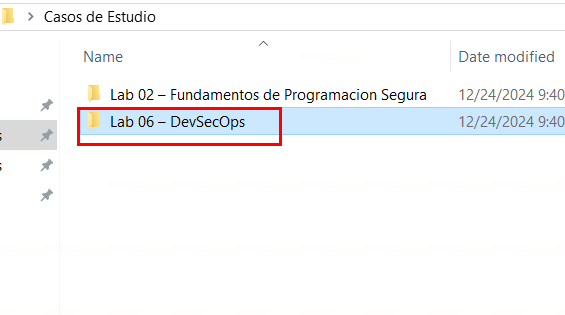 Casos de Estudio
Name Date modified
Lab 02 – Fundamentos de Programacion Segura 12/24/2024 9:40
Lab 06 – DevSecOps 12/24/2024 9:40
s
s